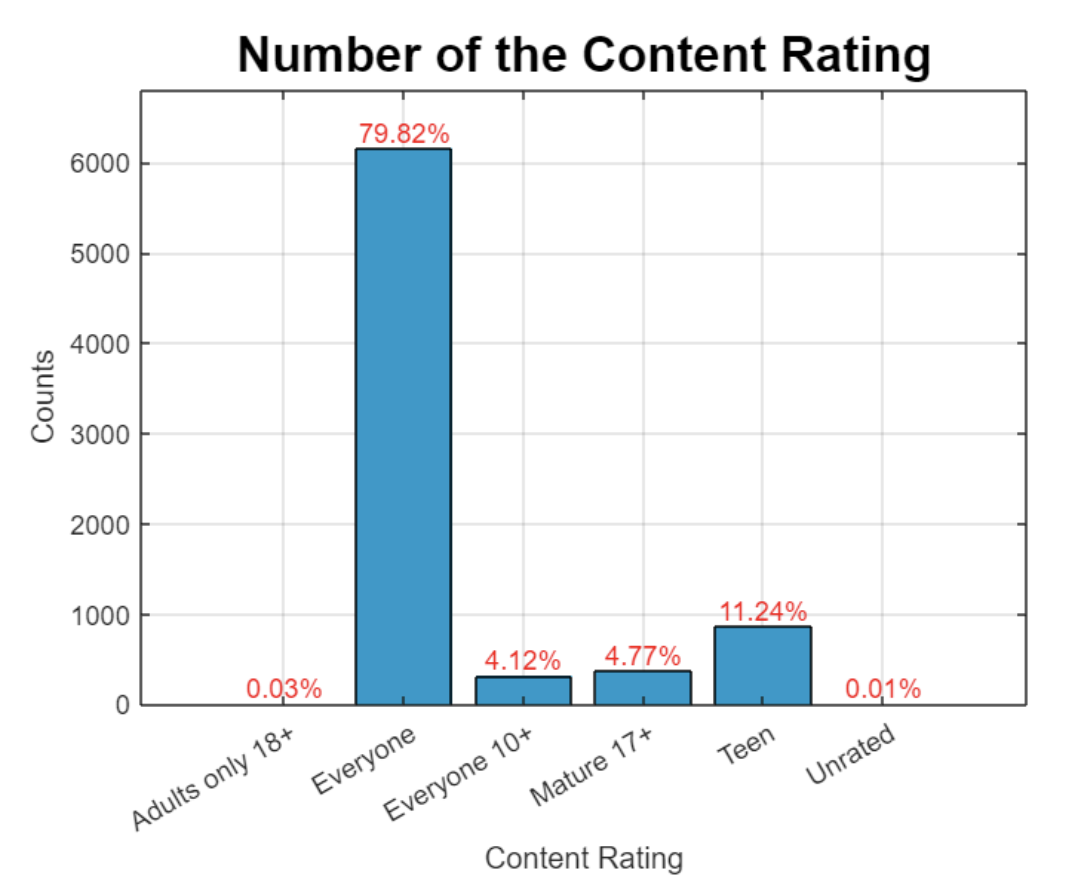 Number of the Content Rating
79.82%
6000
5000
4000
3000
2000
1000
0
Counts
0.03%
4.12%
4.77%
11.24%
0.01%
Adults only 18+
Everyone
Everyone 10+
Mature 17+
Teen
Unrated
Content Rating